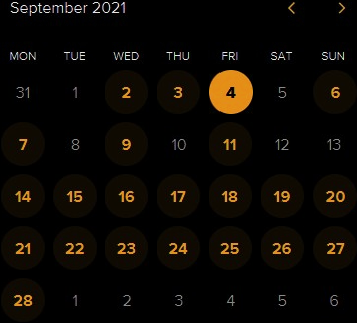 September 2021
MON TUE WED THU FRI SAT SUN
31 1 2 3 4 5 6
7 8 9 10 11 12 13
14 15 16 17 18 19 20
21 22 23 24 25 26 27
28 1 2 3 4 5 6